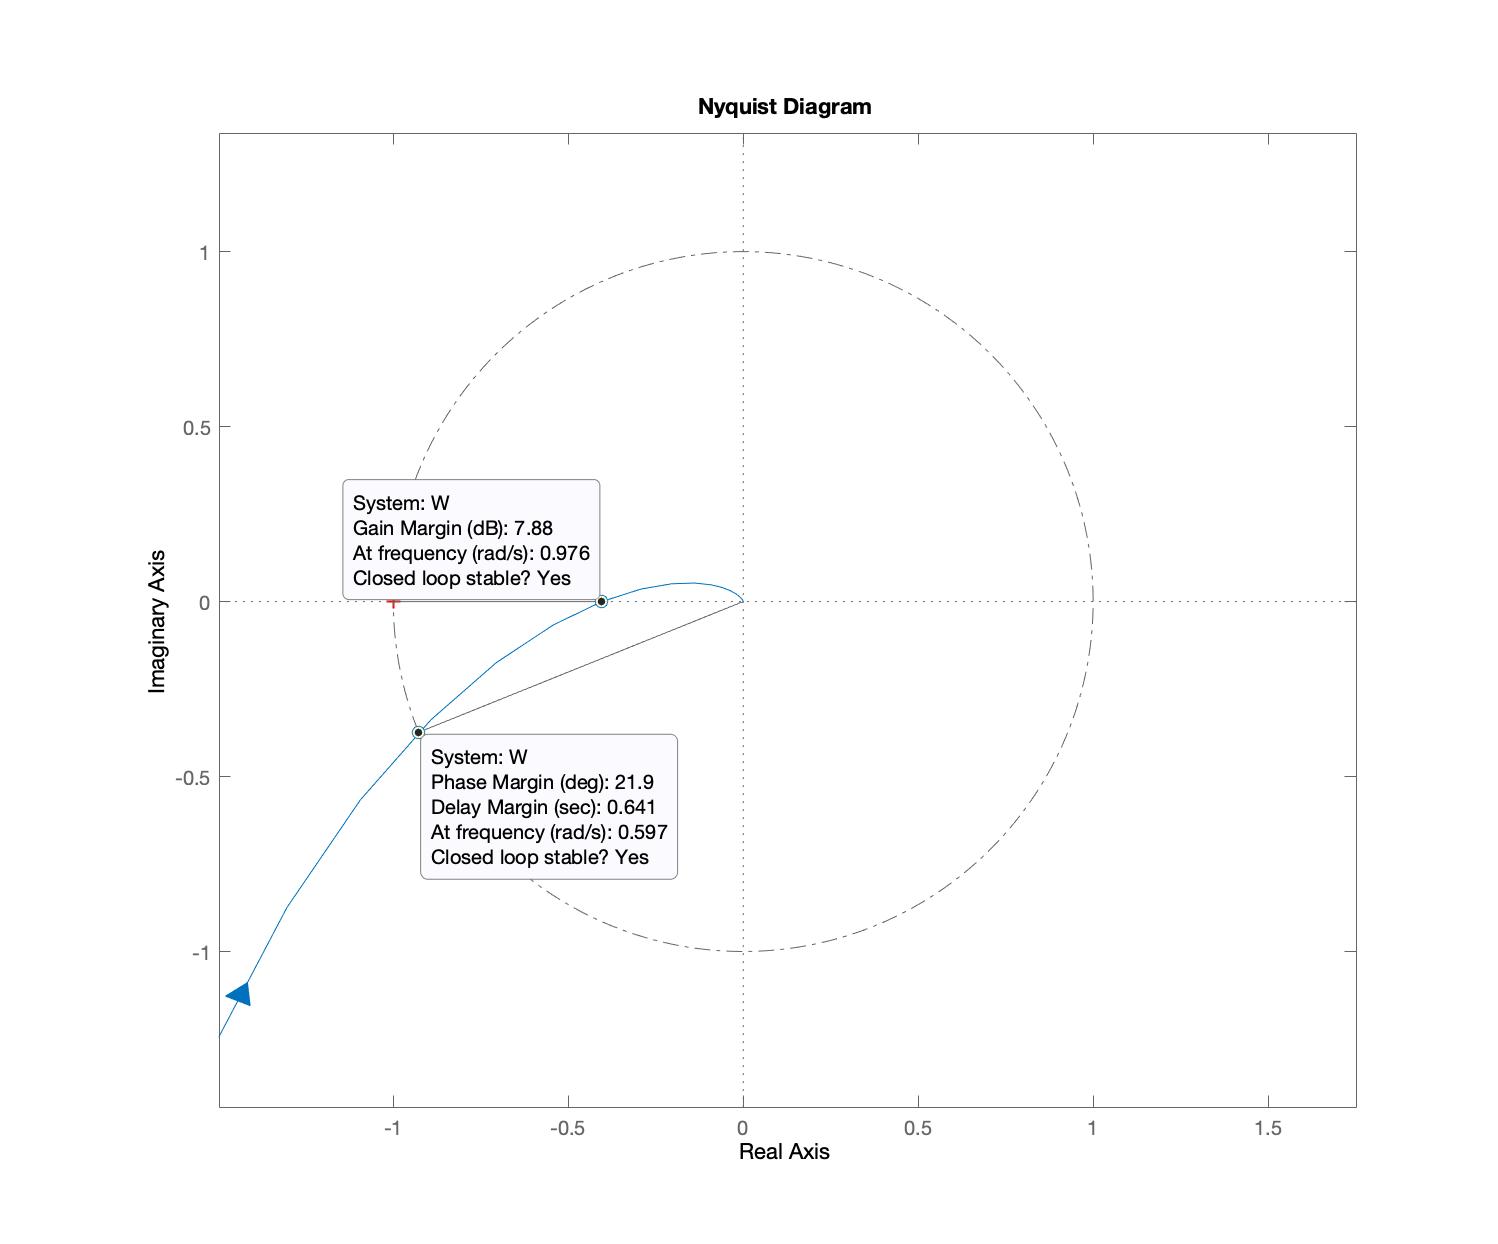 Nyquist Diagram
1
0.5
System: W
Gain Margin (dB): 7.88
At frequency (rad/s): 0.976
Closed loop stable? Yes
Imaginary Axis
0
System: W
Phase Margin (deg): 21.9
Delay Margin (sec): 0.641
At frequency (rad/s): 0.597
Closed loop stable? Yes
-0.5
-1
-1 -0.5 0 0.5 1 1.5
Real Axis